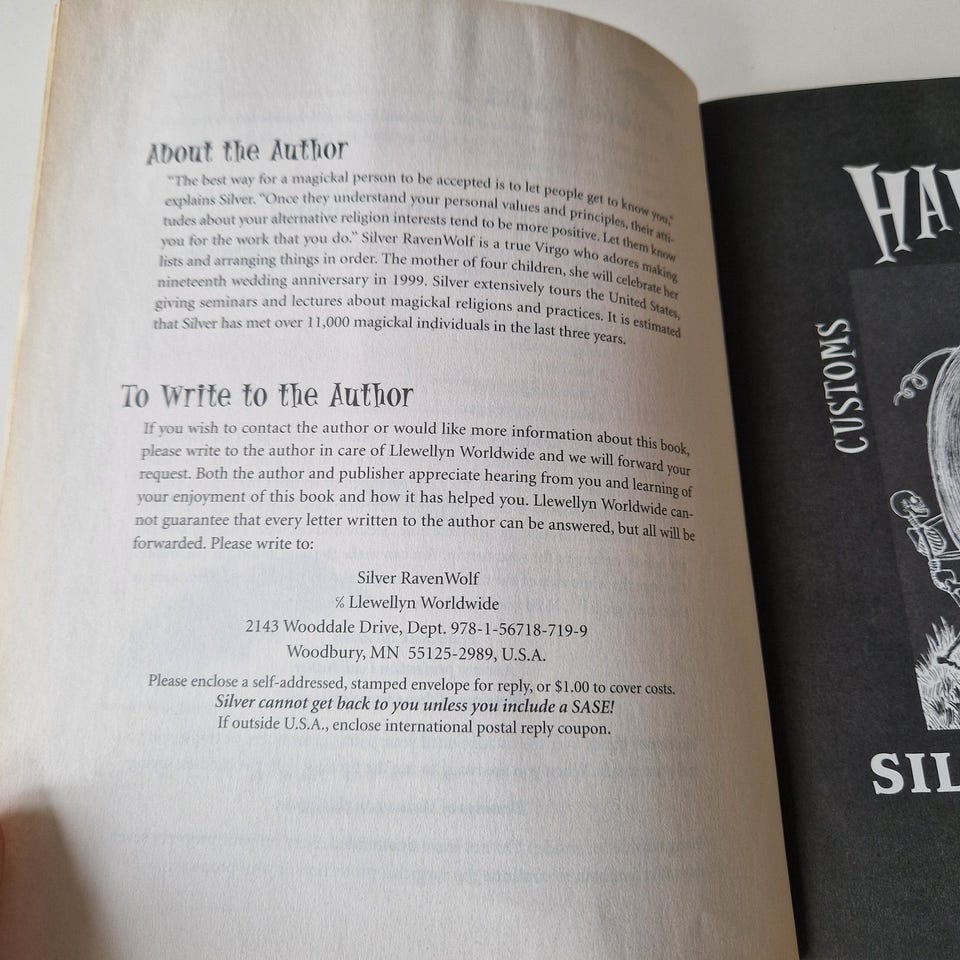 About the Author
"The best way for a magickal person to be accepted is to let people get to know you,"
explains Silver. "Once they understand your personal values and principles, their atti-
tudes about your alternative religion interests tend to be more positive. Let them know
you for the work that you do." Silver RavenWolf is a true Virgo who adores making
lists and arranging things in order. The mother of four children, she will celebrate her
nineteenth wedding anniversary in 1999. Silver extensively tours the United States,
giving seminars and lectures about magickal religions and practices. It is estimated
that Silver has met over 11,000 magickal individuals in the last three years.
To Write to the Author
If you wish to contact the author or would like more information about this book,
please write to the author in care of Llewellyn Worldwide and we will forward your
request. Both the author and publisher appreciate hearing from you and learning of
your enjoyment of this book and how it has helped you. Llewellyn Worldwide can-
not guarantee that every letter written to the author can be answered, but all will be
forwarded. Please write to:
Silver RavenWolf
℅ Llewellyn Worldwide
2143 Wooddale Drive, Dept. 978-1-56718-719-9
Woodbury, MN 55125-2989, U.S.A.
Please enclose a self-addressed, stamped envelope for reply, or $1.00 to cover costs.
Silver cannot get back to you unless you include a SASE!
If outside U.S.A., enclose international postal reply coupon.
HA
CUSTOMS
SIL